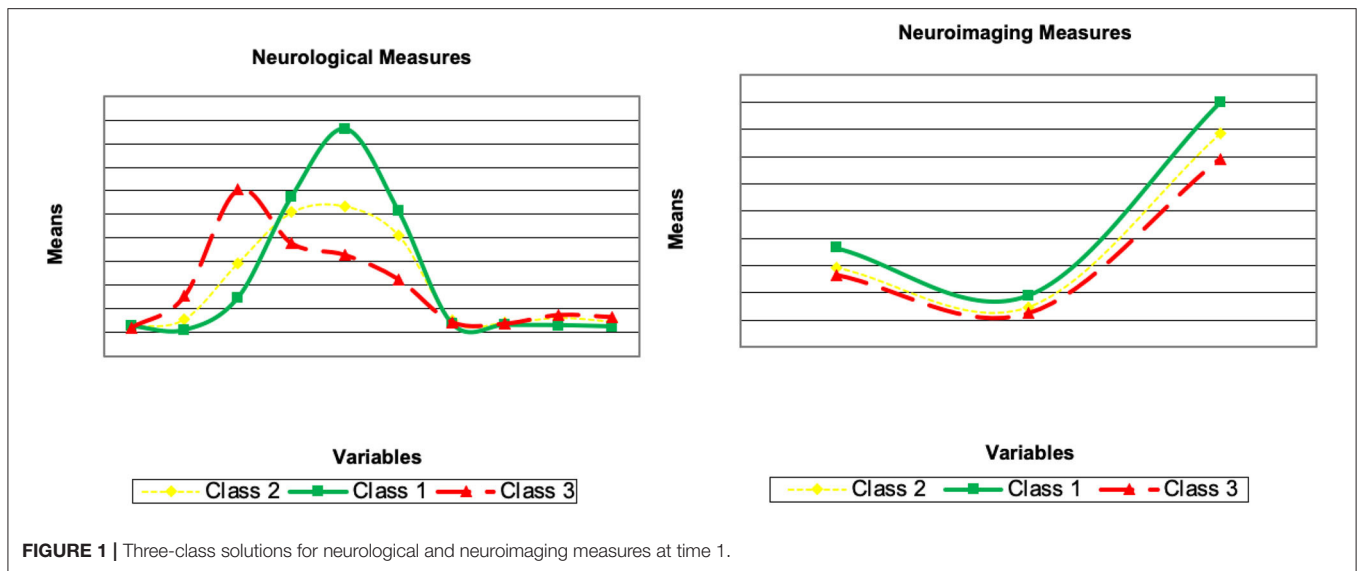 Neurological Measures
Means
Variables
Class 2 Class 1 Class 3
Neuroimaging Measures
Means
Variables
Class 2 Class 1 Class 3
FIGURE 1 | Three-class solutions for neurological and neuroimaging measures at time 1.